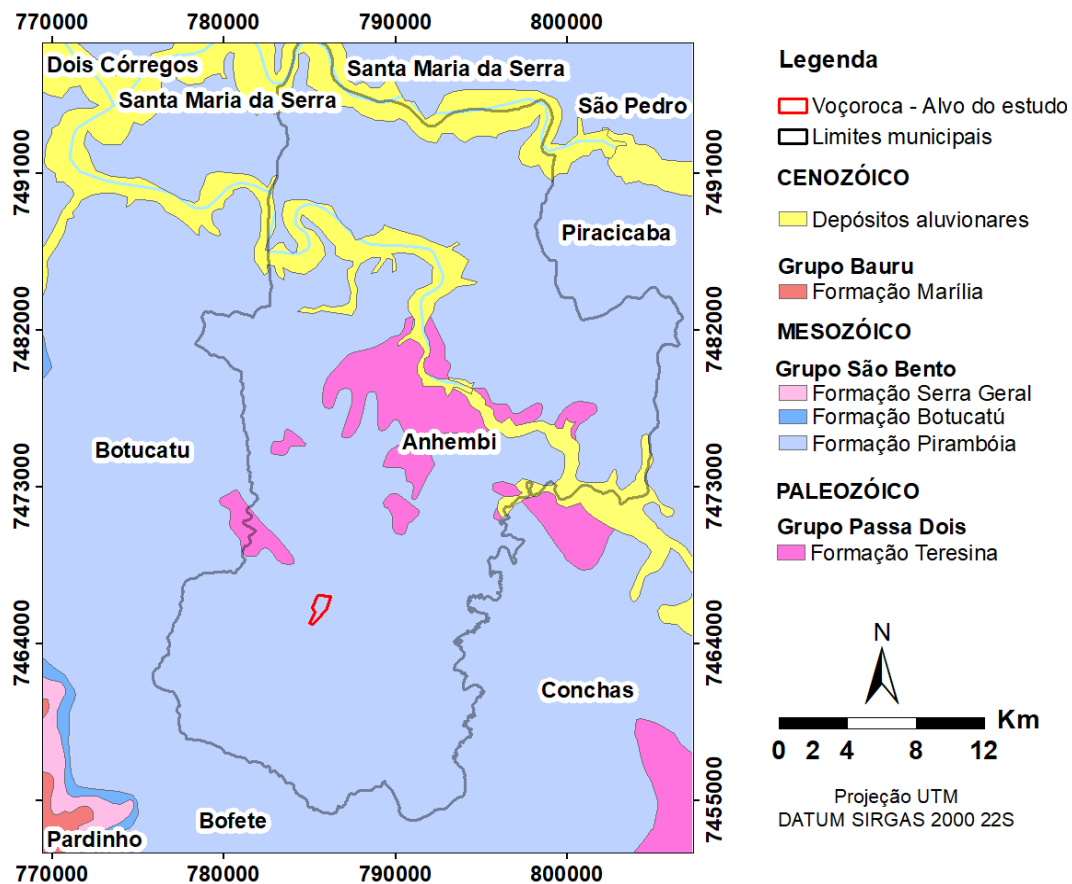 770000 780000 790000 800000
Dois Córregos
Santa Maria da Serra
Santa Maria da Serra
São Pedro
Piracicaba
Botucatu
Anhembi
Conchas
Bofete
Pardinho
7491000
7482000
7473000
7464000
7455000
7491000
7482000
7473000
7464000
7455000
770000 780000 790000 800000
Legenda
Voçoroca - Alvo do estudo
Limites municipais
CENOZÓICO
Depósitos aluvionares
Grupo Bauru
Formação Marília
MESOZÓICO
Grupo São Bento
Formação Serra Geral
Formação Botucatú
Formação Pirambóia
PALEOZÓICO
Grupo Passa Dois
Formação Teresina
N
Km
0 2 4 8 12
Projeção UTM
DATUM SIRGAS 2000 22S